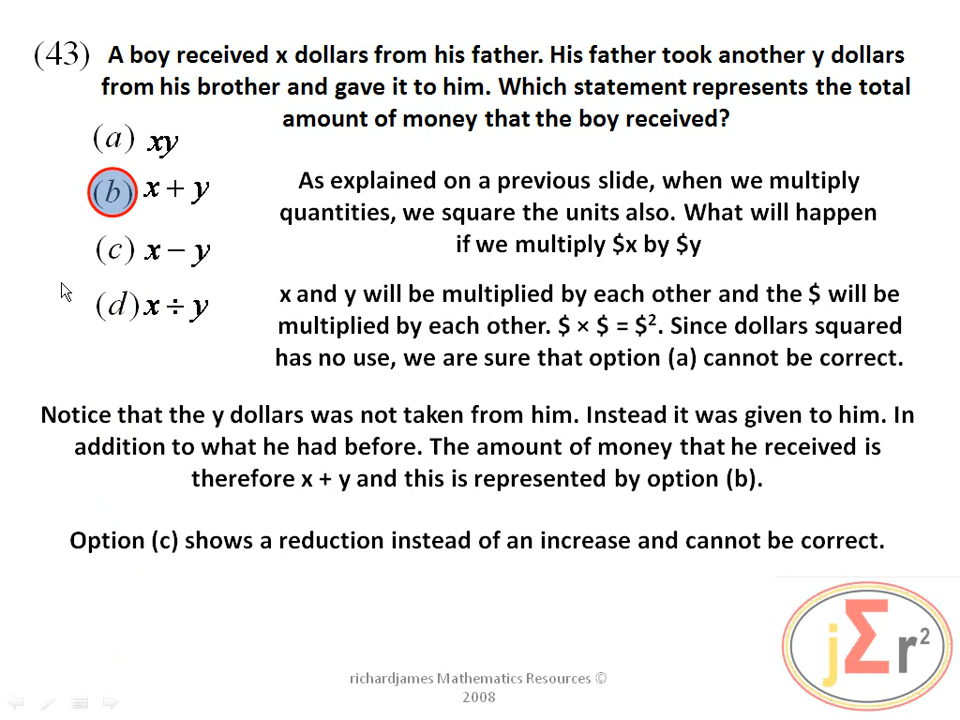 (43) A boy received x dollars from his father. His father took another y dollars
from his brother and gave it to him. Which statement represents the total
amount of money that the boy received?
(a) xy
(b) x + y
(c) x − y
(d) x ÷ y
As explained on a previous slide, when we multiply
quantities, we square the units also. What will happen
if we multiply $x by $y
x and y will be multiplied by each other and the $ will be
multiplied by each other. $ × $ = $². Since dollars squared
has no use, we are sure that option (a) cannot be correct.
Notice that the y dollars was not taken from him. Instead it was given to him. In
addition to what he had before. The amount of money that he received is
therefore x + y and this is represented by option (b).
Option (c) shows a reduction instead of an increase and cannot be correct.
jΣr²
richardjames Mathematics Resources ©
2008